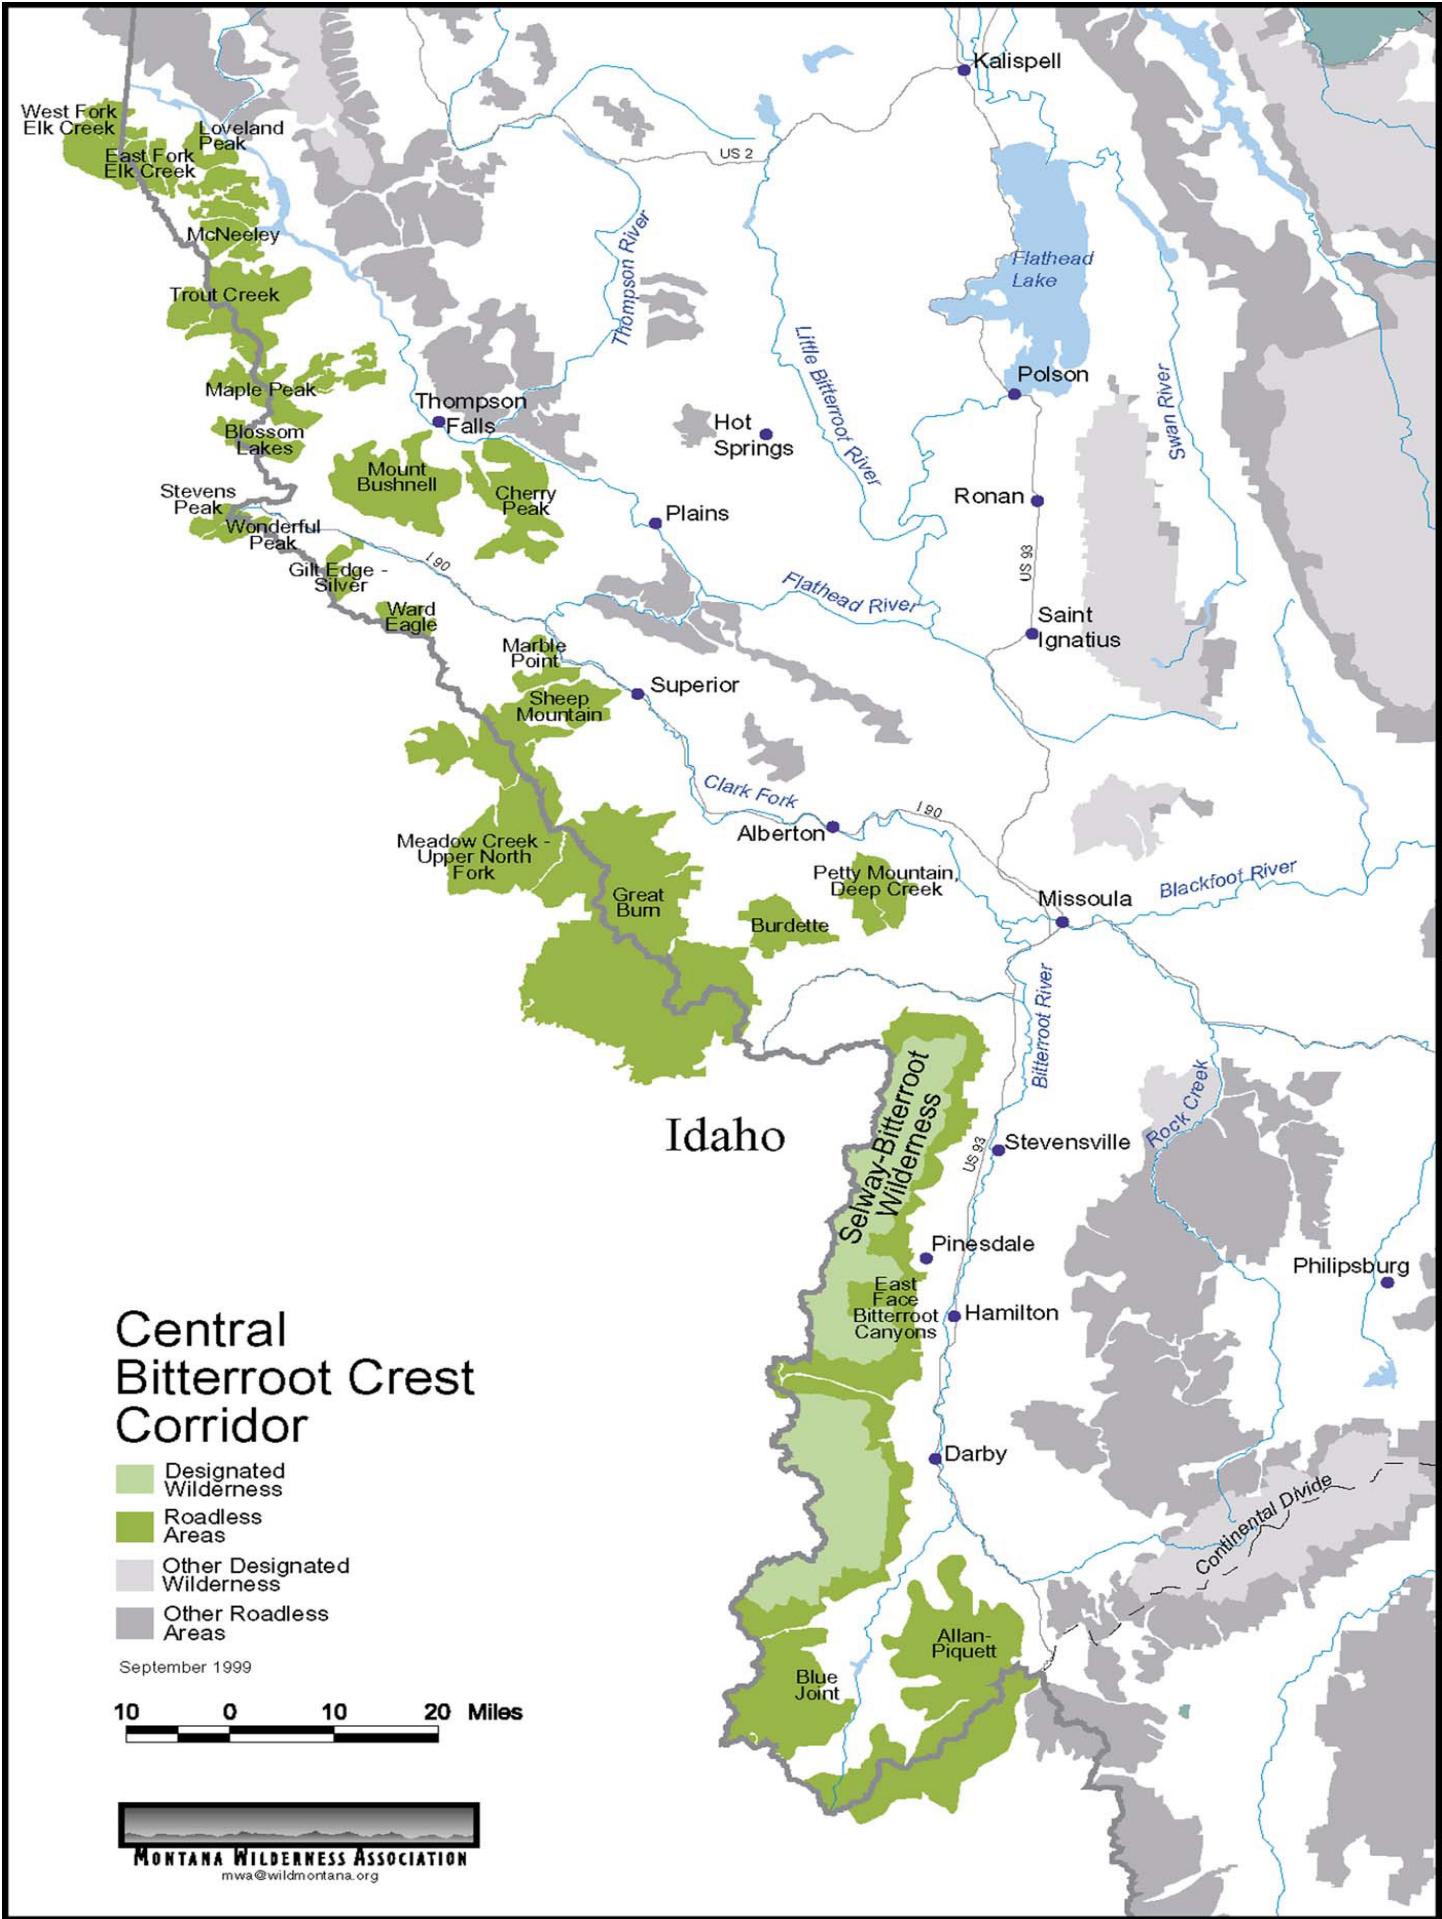 Kalispell
West Fork
Elk Creek
Loveland
Peak
East Fork
Elk Creek
US 2
McNeeley
Thompson River
Flathead
Lake
Trout Creek
Little Bitterroot River
Swan River
Polson
Maple Peak
Thompson
Falls
Hot
Springs
Blossom
Lakes
Mount
Bushnell
Cherry
Peak
Stevens
Peak
Ronan
Plains
Wonderful
Peak
I 90
US 93
Gilt Edge -
Silver
Flathead River
Ward
Eagle
Saint
Ignatius
Marble
Point
Superior
Sheep
Mountain
Clark Fork
I 90
Alberton
Meadow Creek -
Upper North
Fork
Petty Mountain,
Deep Creek
Blackfoot River
Great
Burn
Missoula
Burdette
Bitterroot River
Selway-Bitterroot
Wilderness
Rock Creek
Idaho
US 93
Stevensville
Pinesdale
Philipsburg
East
Face
Bitterroot
Canyons
Hamilton
Darby
Continental Divide
Allan-
Piquett
Blue
Joint
Central
Bitterroot Crest
Corridor
Designated
Wilderness
Roadless
Areas
Other Designated
Wilderness
Other Roadless
Areas
September 1999
10 0 10 20 Miles
MONTANA WILDERNESS ASSOCIATION
mwa@wildmontana.org